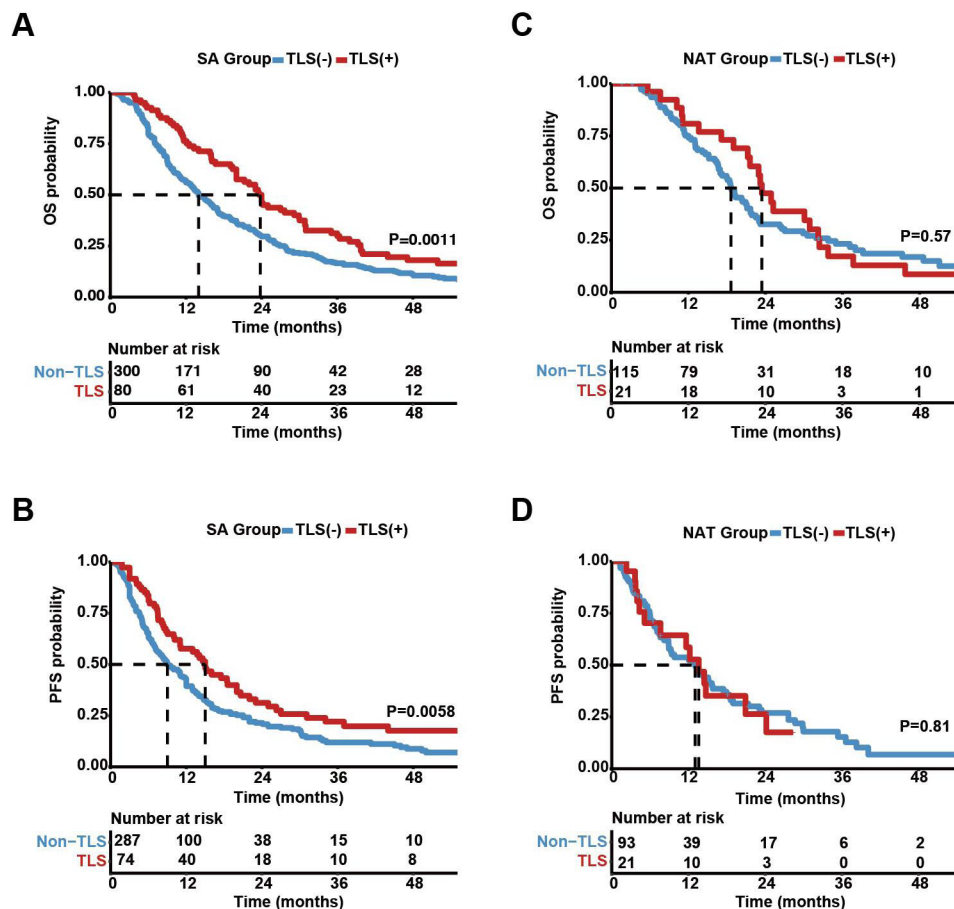 A
SA Group TLS(-) TLS(+)
1.00
0.75
0.50
0.25
0.00
OS probability
P=0.0011
0 12 24 36 48
Time (months)
Number at risk
Non−TLS 300 171 90 42 28
TLS 80 61 40 23 12
0 12 24 36 48
Time (months)
C
NAT Group TLS(-) TLS(+)
1.00
0.75
0.50
0.25
0.00
OS probability
P=0.57
0 12 24 36 48
Time (months)
Number at risk
Non−TLS 115 79 31 18 10
TLS 21 18 10 3 1
0 12 24 36 48
Time (months)
B
SA Group TLS(-) TLS(+)
1.00
0.75
0.50
0.25
0.00
PFS probability
P=0.0058
0 12 24 36 48
Time (months)
Number at risk
Non−TLS 287 100 38 15 10
TLS 74 40 18 10 8
0 12 24 36 48
Time (months)
D
NAT Group TLS(-) TLS(+)
1.00
0.75
0.50
0.25
0.00
PFS probability
P=0.81
0 12 24 36 48
Time (months)
Number at risk
Non−TLS 93 39 17 6 2
TLS 21 10 3 0 0
0 12 24 36 48
Time (months)